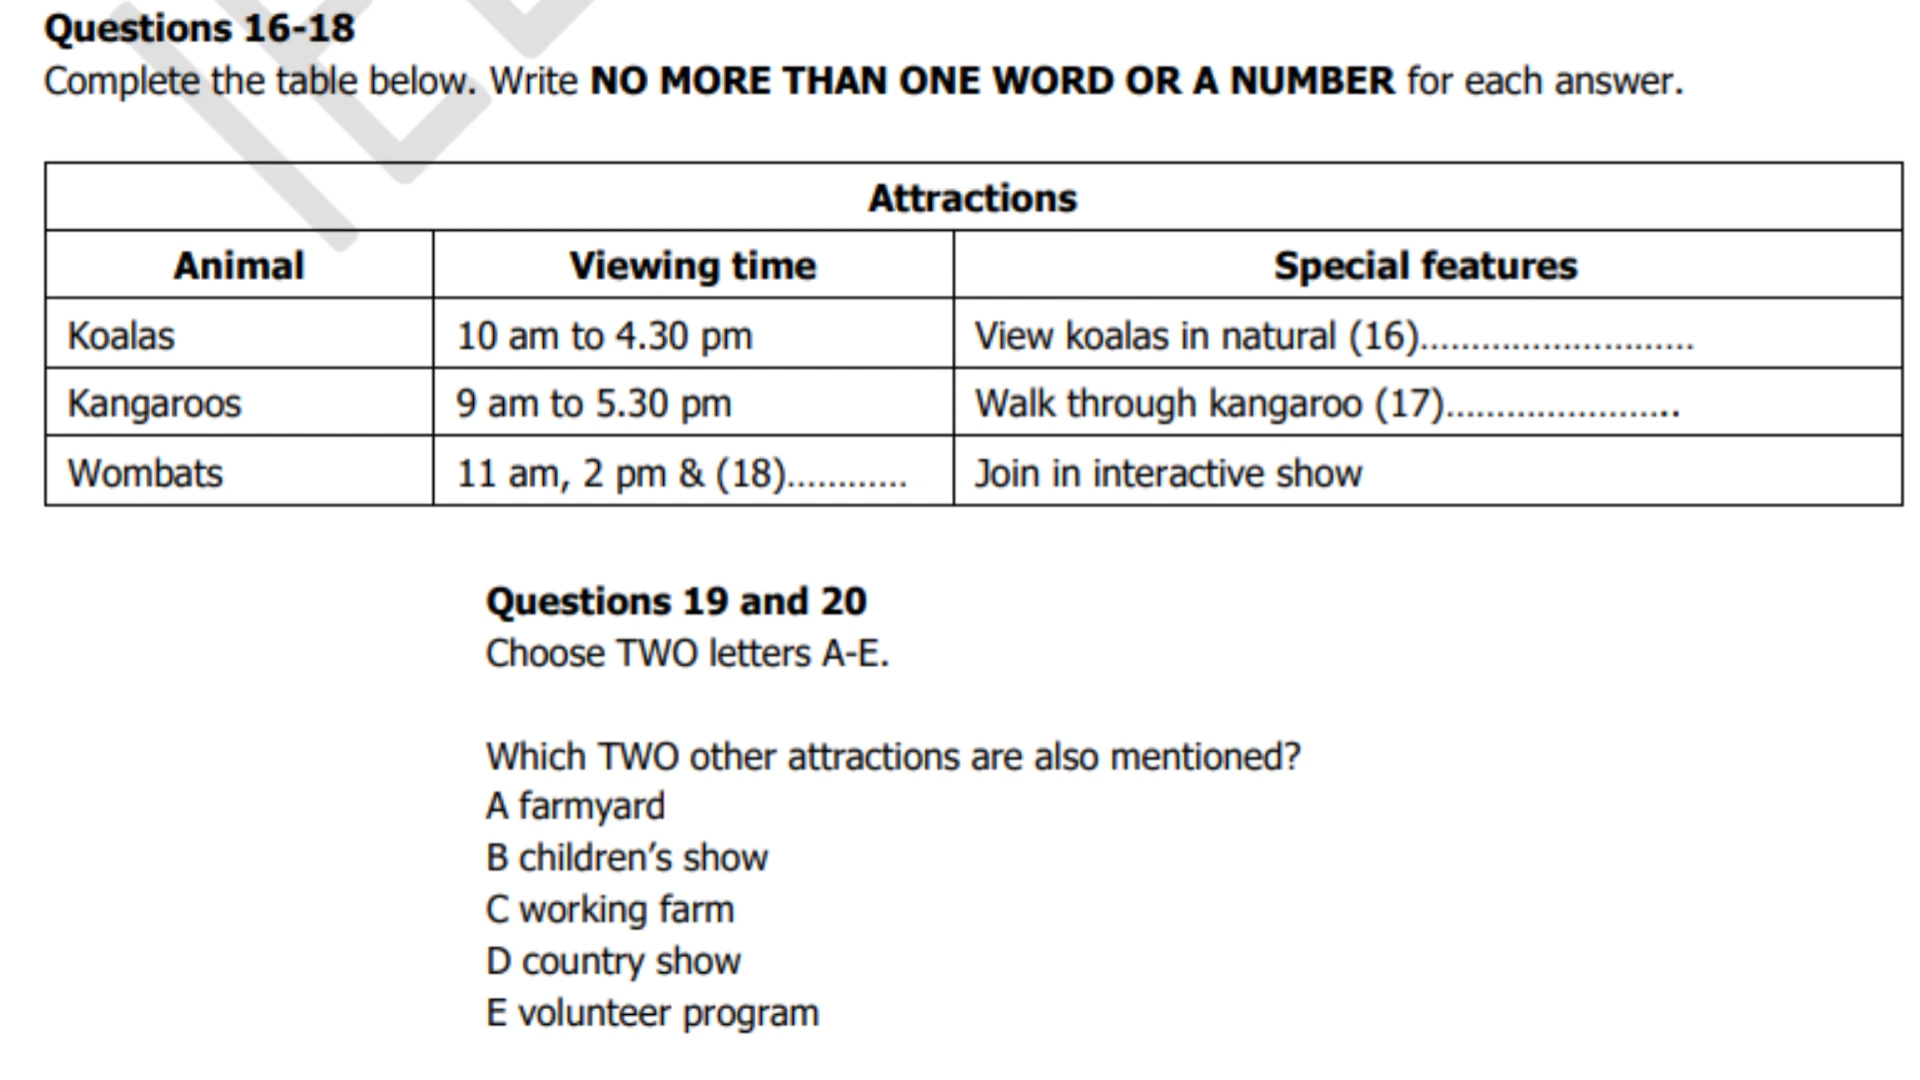 Questions 16-18
Complete the table below. Write NO MORE THAN ONE WORD OR A NUMBER for each answer.
Attractions
Animal Viewing time Special features
Koalas 10 am to 4.30 pm View koalas in natural (16)...........................
Kangaroos 9 am to 5.30 pm Walk through kangaroo (17).......................
Wombats 11 am, 2 pm & (18)............ Join in interactive show
Questions 19 and 20
Choose TWO letters A-E.
Which TWO other attractions are also mentioned?
A farmyard
B children’s show
C working farm
D country show
E volunteer program